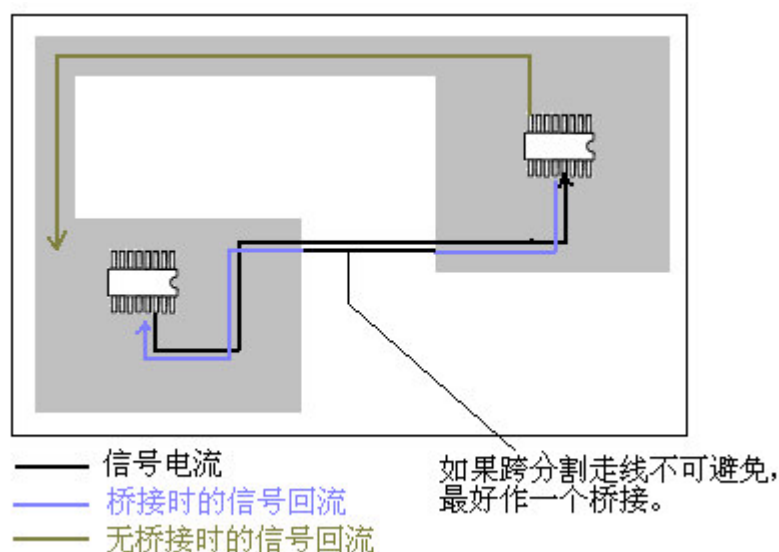 信号电流
桥接时的信号回流
无桥接时的信号回流
如果跨分割走线不可避免,
最好作一个桥接。